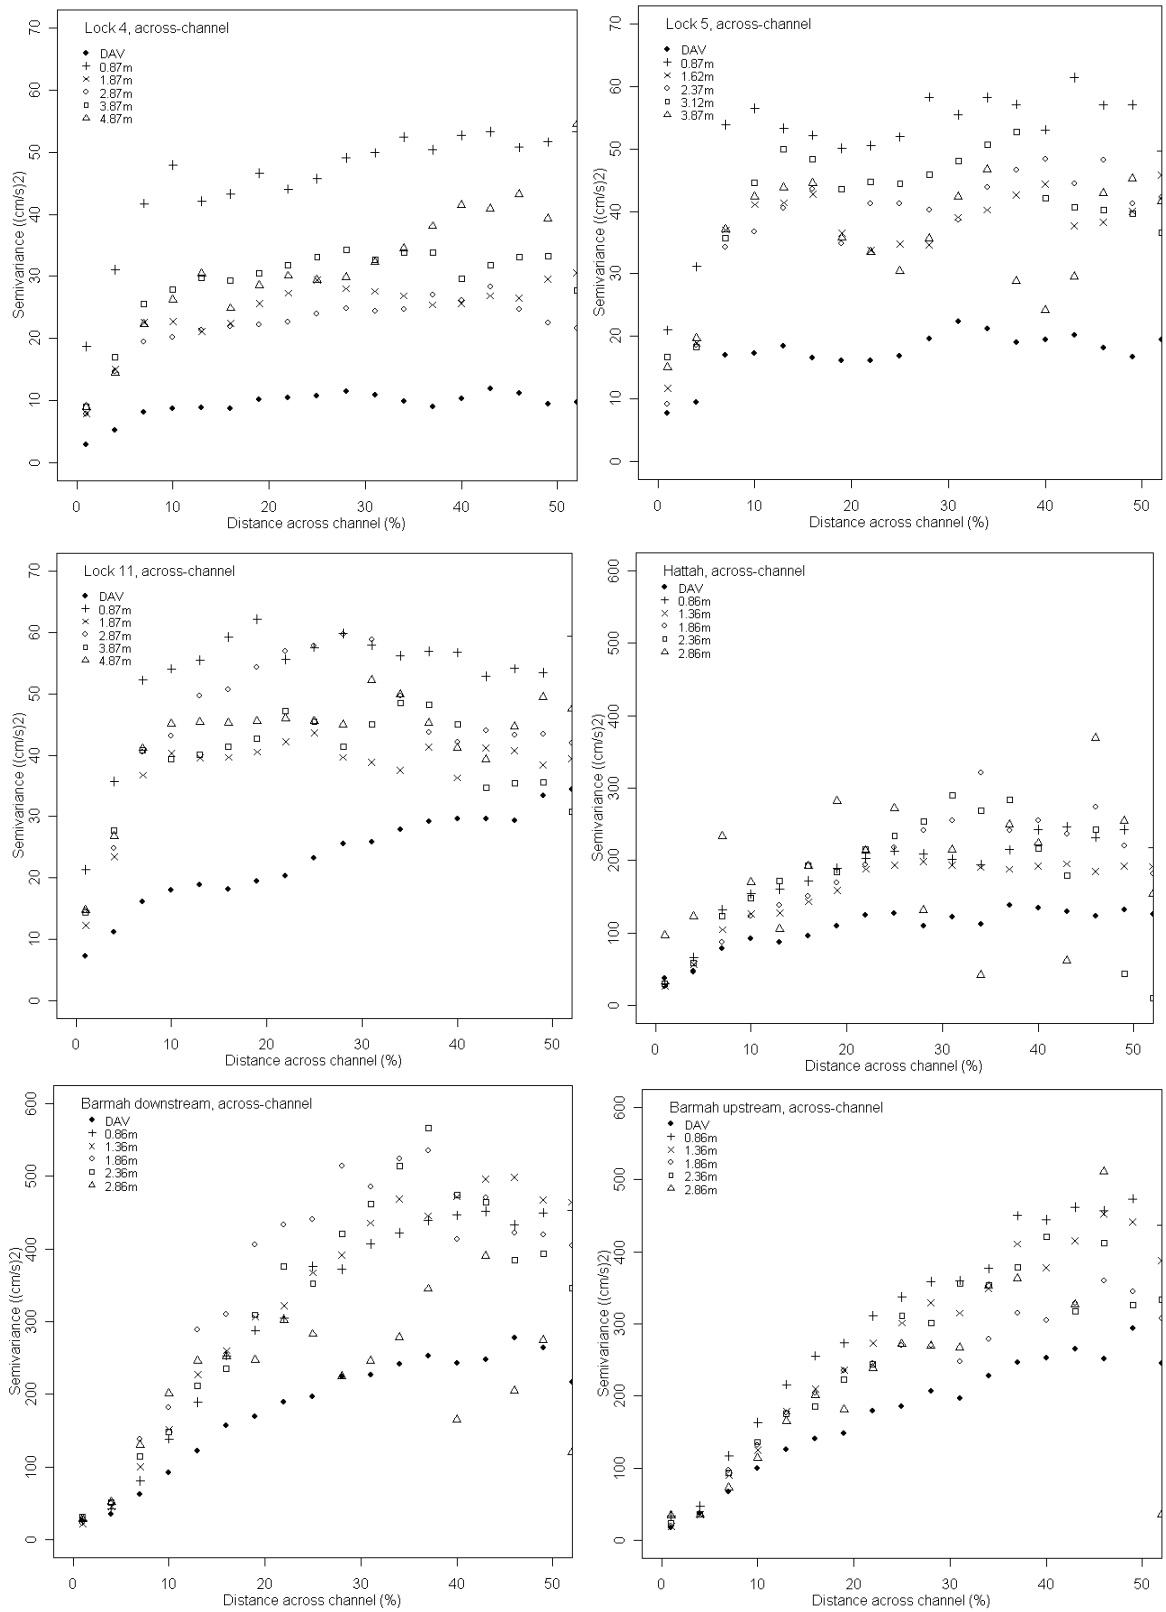 Lock 4, across-channel
DAV
0.87m
1.87m
2.87m
3.87m
4.87m
Semivariance ((cm/s)2)
0 10 20 30 40 50 60 70
0 10 20 30 40 50
Distance across channel (%)
Lock 5, across-channel
DAV
0.87m
1.62m
2.37m
3.12m
3.87m
Semivariance ((cm/s)2)
0 10 20 30 40 50 60 70
0 10 20 30 40 50
Distance across channel (%)
Lock 11, across-channel
DAV
0.87m
1.87m
2.87m
3.87m
4.87m
Semivariance ((cm/s)2)
0 10 20 30 40 50 60 70
0 10 20 30 40 50
Distance across channel (%)
Hattah, across-channel
DAV
0.86m
1.36m
1.86m
2.36m
2.86m
Semivariance ((cm/s)2)
0 100 200 300 400 500 600
0 10 20 30 40 50
Distance across channel (%)
Barmah downstream, across-channel
DAV
0.86m
1.36m
1.86m
2.36m
2.86m
Semivariance ((cm/s)2)
0 100 200 300 400 500 600
0 10 20 30 40 50
Distance across channel (%)
Barmah upstream, across-channel
DAV
0.86m
1.36m
1.86m
2.36m
2.86m
Semivariance ((cm/s)2)
0 100 200 300 400 500 600
0 10 20 30 40 50
Distance across channel (%)